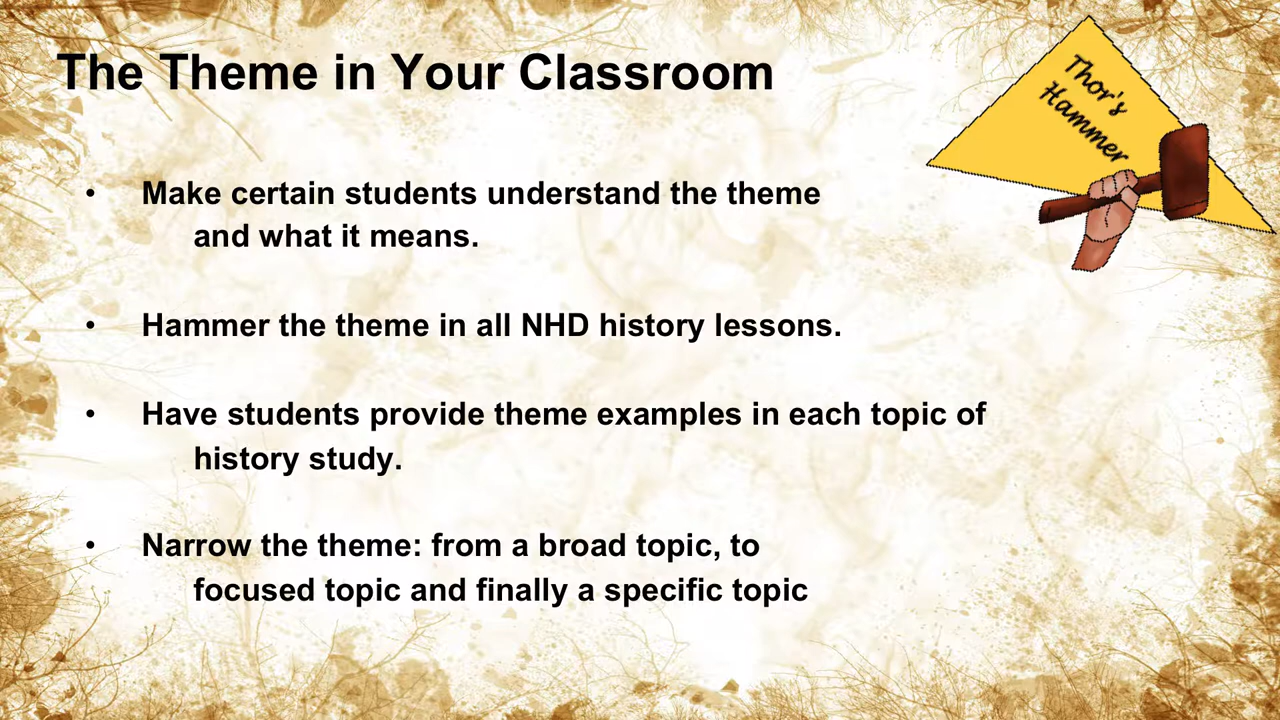 The Theme in Your Classroom
Thor's
Hammer
• Make certain students understand the theme
and what it means.
• Hammer the theme in all NHD history lessons.
• Have students provide theme examples in each topic of
history study.
• Narrow the theme: from a broad topic, to
focused topic and finally a specific topic